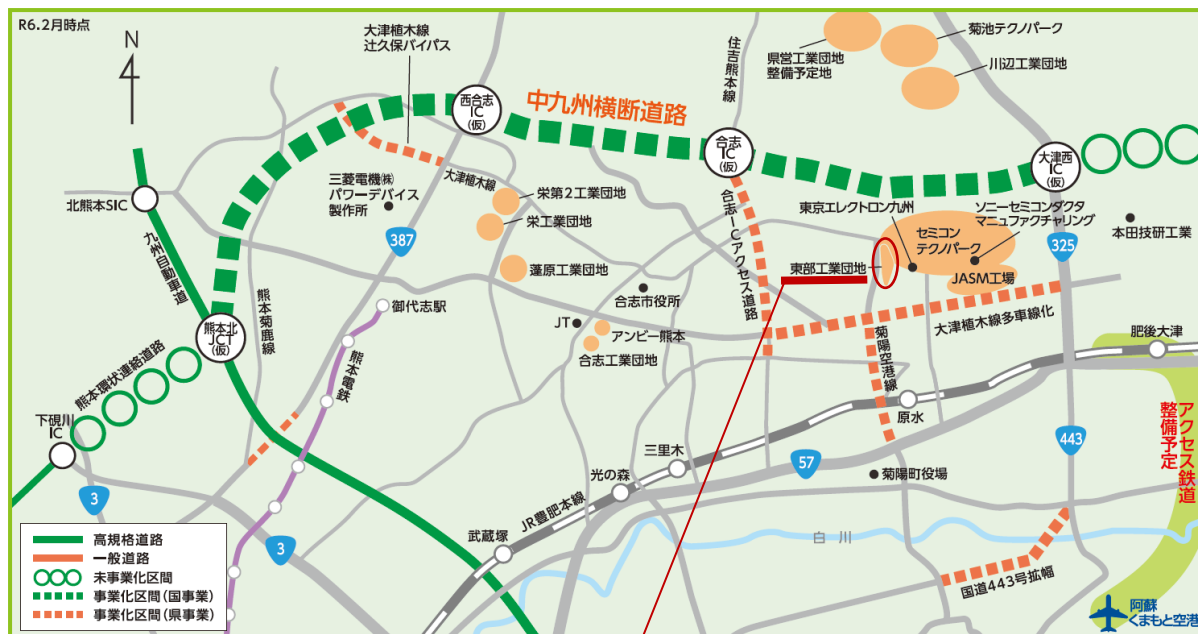 R6.2月時点
N
大津植木線
辻久保バイパス
住吉熊本線
県営工業団地
整備予定地
菊池テクノパーク
川辺工業団地
西合志
IC
(仮)
中九州横断道路
合志
IC
(仮)
大津西
IC
(仮)
北熊本SIC
九州自動車道
三菱電機㈱
パワーデバイス
製作所
大津植木線
栄第2工業団地
栄工業団地
蓬原工業団地
387
合志ICアクセス道路
東京エレクトロン九州
ソニーセミコンダクタ
マニュファクチャリング
セミコン
テクノパーク
325
本田技研工業
東部工業団地
JASM工場
合志市役所
御代志駅
熊本菊鹿線
熊本北
JCT
(仮)
熊本環状連絡道路
熊本電鉄
JT
アンビー熊本
合志工業団地
大津植木線多車線化
菊陽空港線
肥後大津
下硯川
IC
3
3
原水
三里木
光の森
武蔵塚
JR豊肥本線
57
443
菊陽町役場
アクセス鉄道
整備予定
白川
国道443号拡幅
阿蘇
くまもと空港
高規格道路
一般道路
未事業化区間
事業化区間(国事業)
事業化区間(県事業)